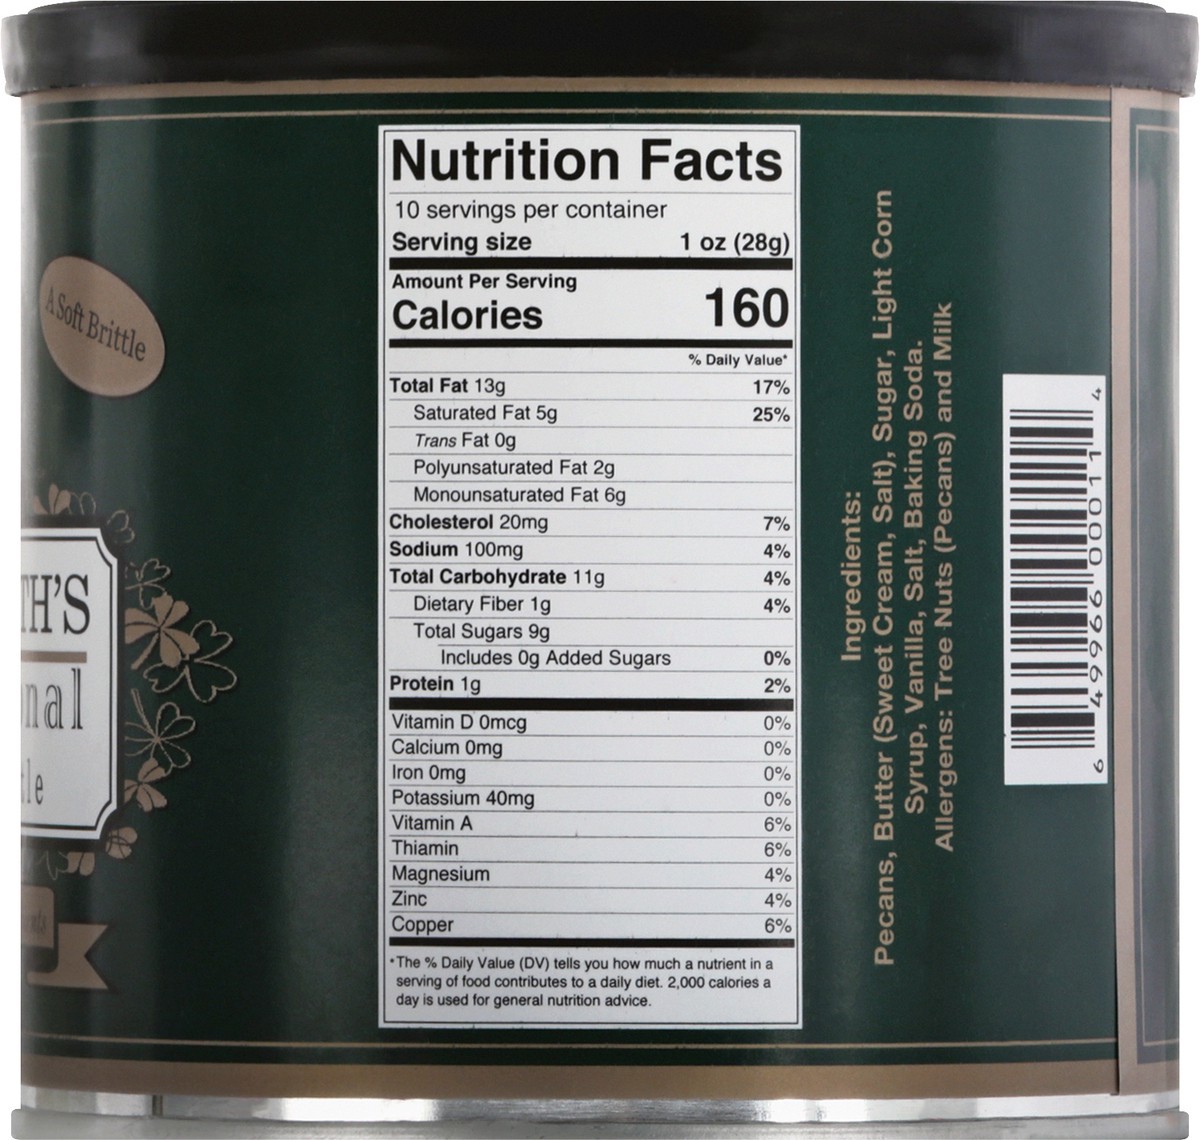 A Soft Brittle
TH'S
nal
le
Nutrition Facts
10 servings per container
Serving size 1 oz (28g)
Amount Per Serving
Calories 160
% Daily Value*
Total Fat 13g 17%
Saturated Fat 5g 25%
Trans Fat 0g
Polyunsaturated Fat 2g
Monounsaturated Fat 6g
Cholesterol 20mg 7%
Sodium 100mg 4%
Total Carbohydrate 11g 4%
Dietary Fiber 1g 4%
Total Sugars 9g
Includes 0g Added Sugars 0%
Protein 1g 2%
Vitamin D 0mcg 0%
Calcium 0mg 0%
Iron 0mg 0%
Potassium 40mg 0%
Vitamin A 6%
Thiamin 6%
Magnesium 4%
Zinc 4%
Copper 6%
*The % Daily Value (DV) tells you how much a nutrient in a
serving of food contributes to a daily diet. 2,000 calories a
day is used for general nutrition advice.
Ingredients:
Pecans, Butter (Sweet Cream, Salt), Sugar, Light Corn
Syrup, Vanilla, Salt, Baking Soda.
Allergens: Tree Nuts (Pecans) and Milk
6 49966 00011 4